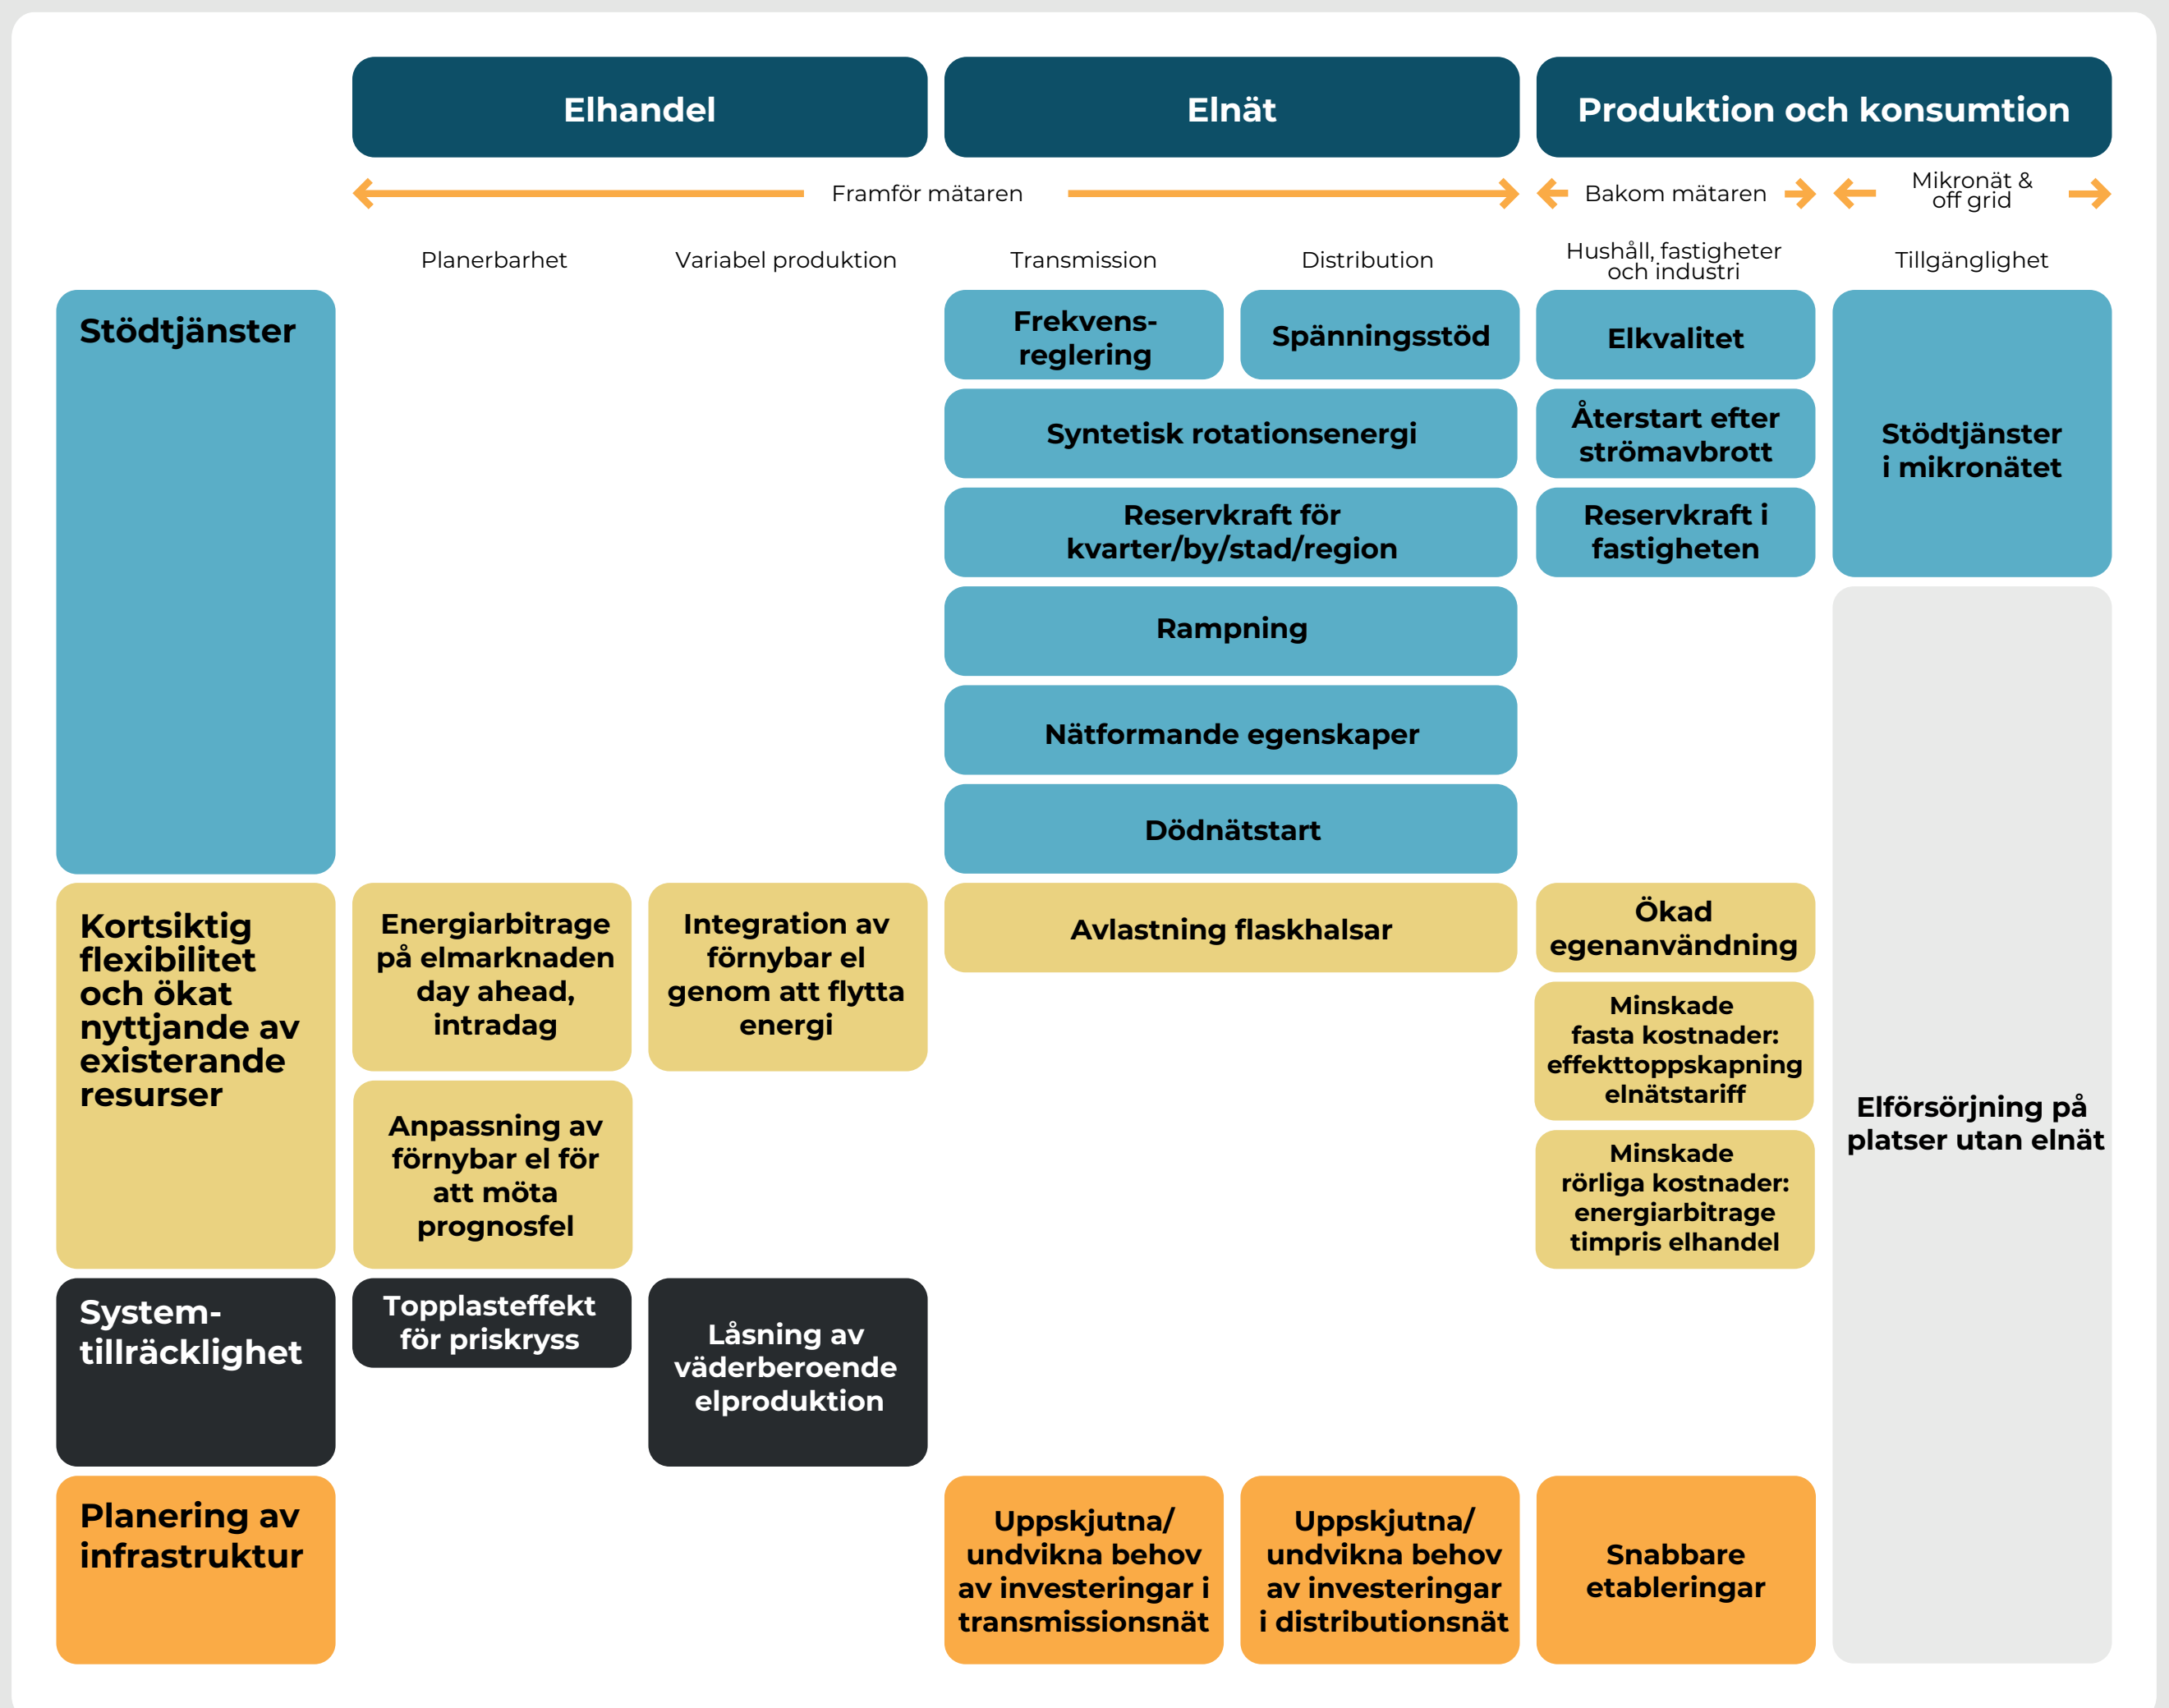 Elhandel
Elnät
Produktion och konsumtion
Framför mätaren
Bakom mätaren
Mikronät &
off grid
Planerbarhet
Variabel produktion
Transmission
Distribution
Hushåll, fastigheter
och industri
Tillgänglighet
Stödtjänster
Frekvens-
reglering
Spänningsstöd
Elkvalitet
Syntetisk rotationsenergi
Återstart efter
strömavbrott
Stödtjänster
i mikronätet
Reservkraft för
kvarter/by/stad/region
Reservkraft i
fastigheten
Rampning
Nätformande egenskaper
Dödnätstart
Kortsiktig
flexibilitet
och ökat
nyttjande av
existerande
resurser
Energiarbitrage
på elmarknaden
day ahead,
intradag
Integration av
förnybar el
genom att flytta
energi
Avlastning flaskhalsar
Ökad
egenanvändning
Minskade
fasta kostnader:
effekttoppskapning
elnätstariff
Anpassning av
förnybar el för
att möta
prognosfel
Minskade
rörliga kostnader:
energiarbitrage
timpris elhandel
Elförsörjning på
platser utan elnät
System-
tillräcklighet
Topplasteffekt
för priskryss
Låsning av
väderberoende
elproduktion
Planering av
infrastruktur
Uppskjutna/
undvikna behov
av investeringar i
transmissionsnät
Uppskjutna/
undvikna behov
av investeringar
i distributionsnät
Snabbare
etableringar